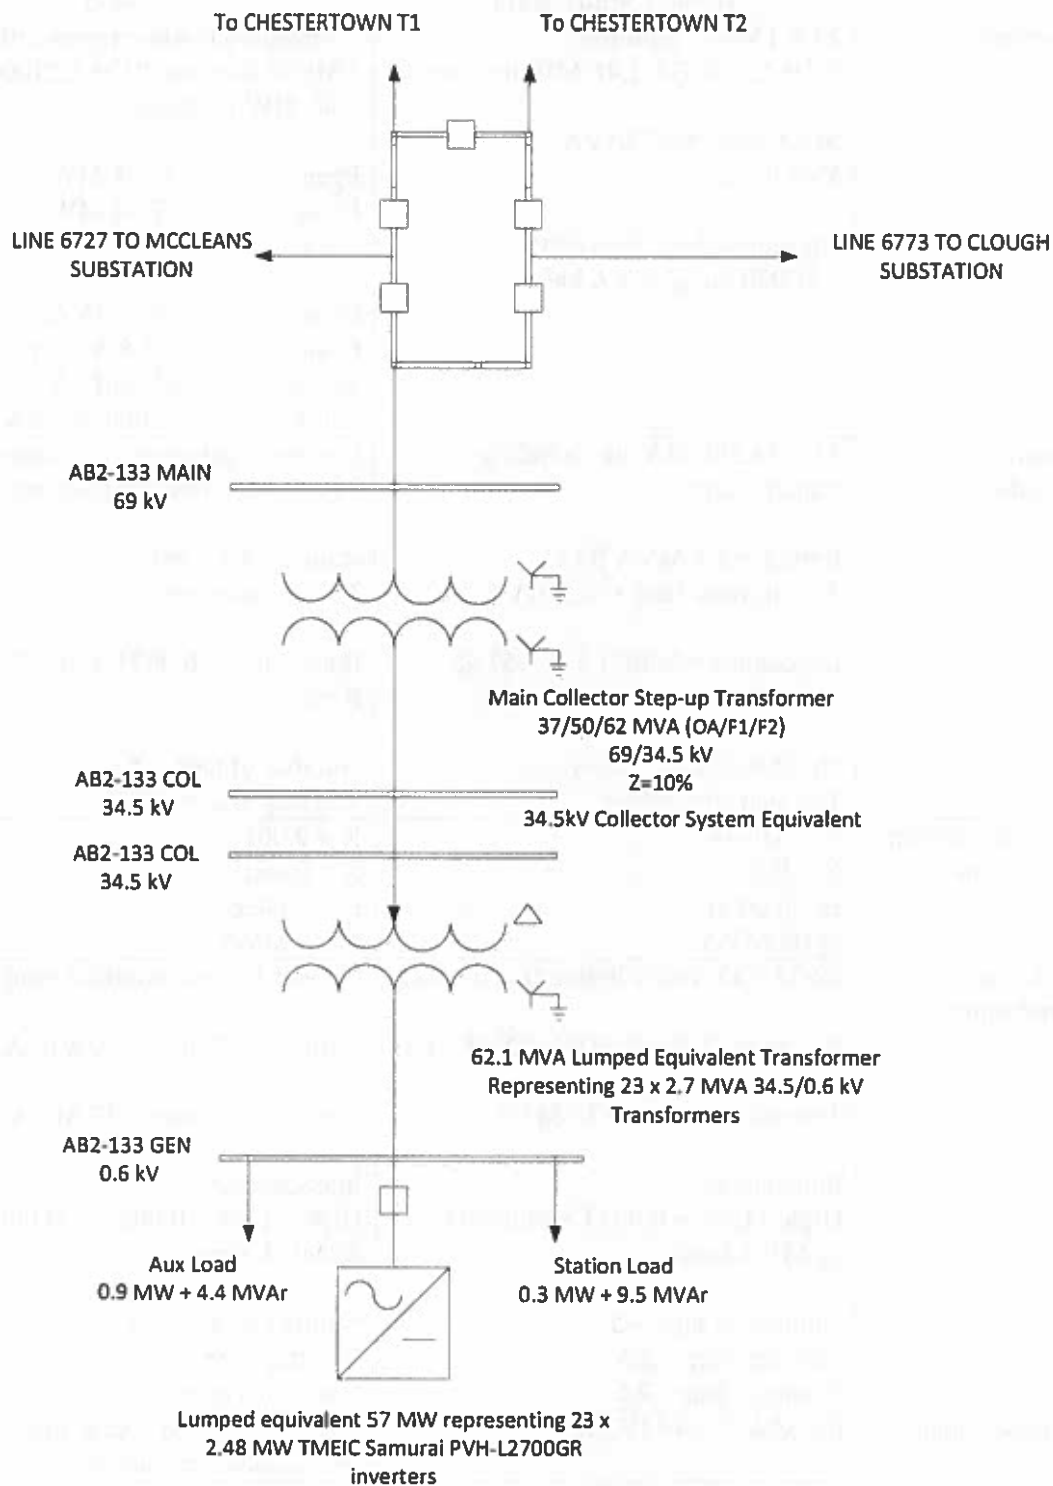 To CHESTERTOWN T1
To CHESTERTOWN T2
LINE 6727 TO MCCLEANS
SUBSTATION
LINE 6773 TO CLOUGH
SUBSTATION
AB2-133 MAIN
69 kV
Main Collector Step-up Transformer
37/50/62 MVA (OA/F1/F2)
69/34.5 kV
Z=10%
AB2-133 COL
34.5 kV
34.5kV Collector System Equivalent
AB2-133 COL
34.5 kV
62.1 MVA Lumped Equivalent Transformer
Representing 23 x 2.7 MVA 34.5/0.6 kV
Transformers
AB2-133 GEN
0.6 kV
Aux Load
0.9 MW + 4.4 MVAr
Station Load
0.3 MW + 9.5 MVAr
Lumped equivalent 57 MW representing 23 x
2.48 MW TMEIC Samurai PVH-L2700GR
inverters